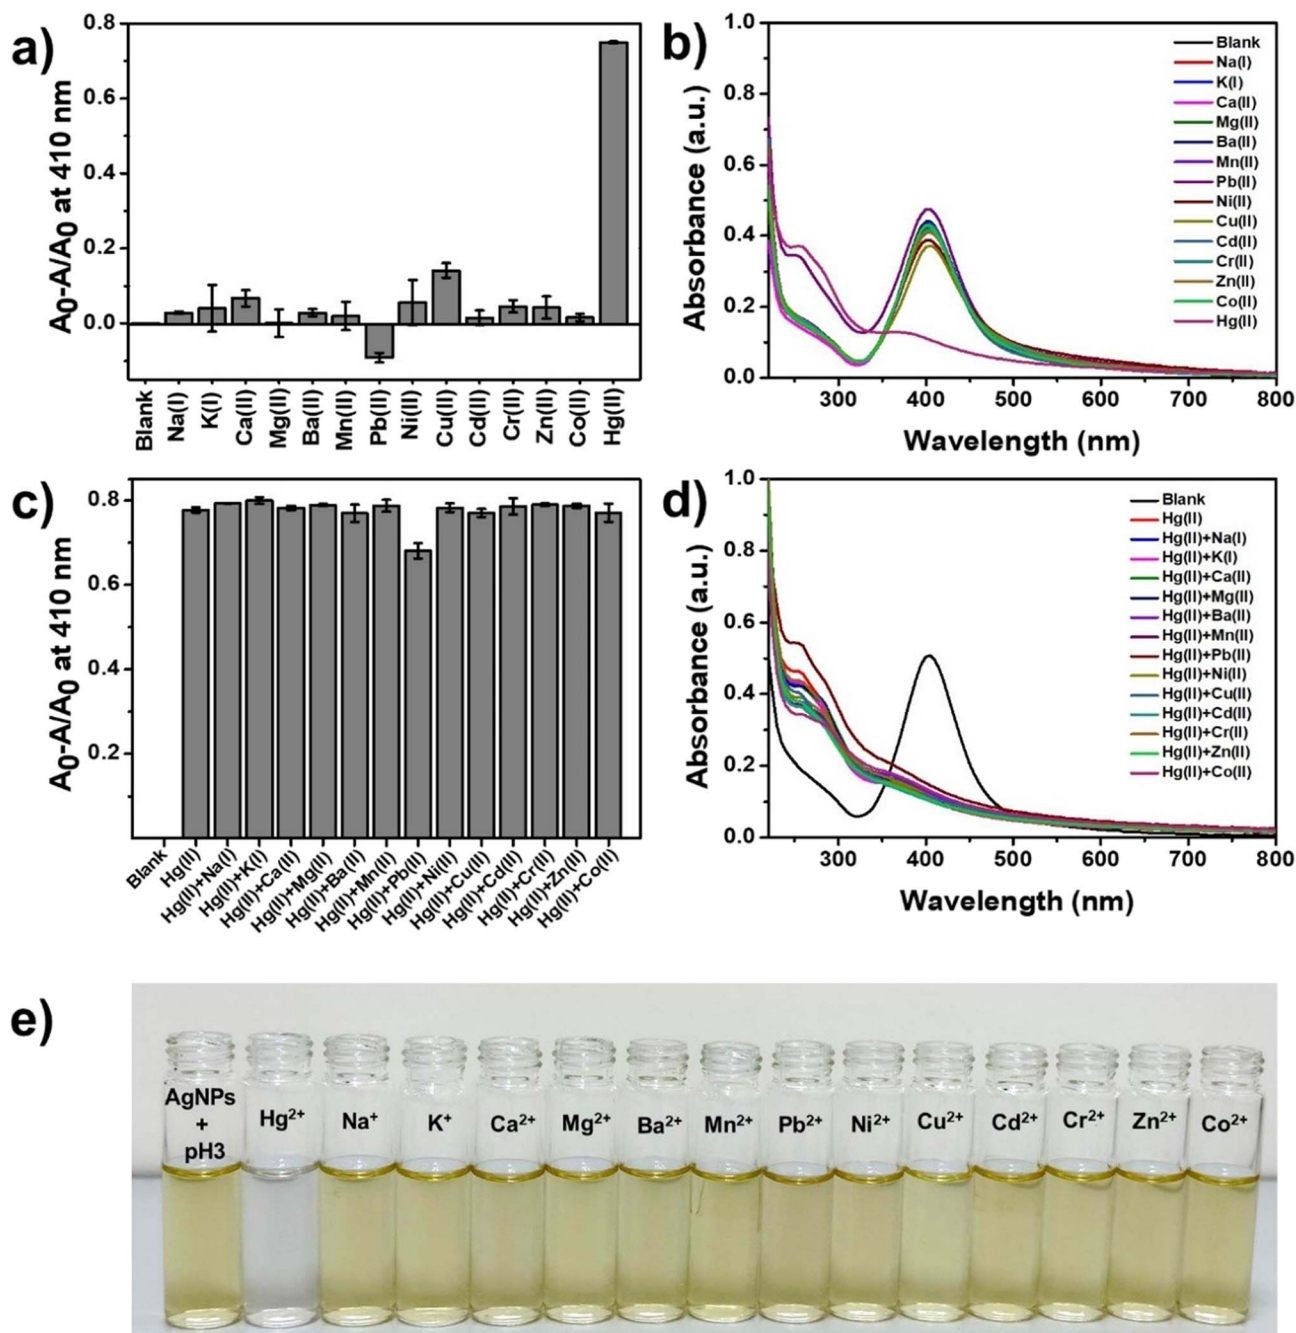 a)
A₀-A/A₀ at 410 nm
0.8
0.6
0.4
0.2
0.0
Blank
Na(I)
K(I)
Ca(II)
Mg(II)
Ba(II)
Mn(II)
Pb(II)
Ni(II)
Cu(II)
Cd(II)
Cr(II)
Zn(II)
Co(II)
Hg(II)
b)
Absorbance (a.u.)
1.0
0.8
0.6
0.4
0.2
0.0
300
400
500
600
700
800
Wavelength (nm)
Blank
Na(I)
K(I)
Ca(II)
Mg(II)
Ba(II)
Mn(II)
Pb(II)
Ni(II)
Cu(II)
Cd(II)
Cr(II)
Zn(II)
Co(II)
Hg(II)
c)
A₀-A/A₀ at 410 nm
0.8
0.6
0.4
0.2
Blank
Hg(II)
Hg(II)+Na(I)
Hg(II)+K(I)
Hg(II)+Ca(II)
Hg(II)+Mg(II)
Hg(II)+Ba(II)
Hg(II)+Mn(II)
Hg(II)+Pb(II)
Hg(II)+Ni(II)
Hg(II)+Cu(II)
Hg(II)+Cd(II)
Hg(II)+Cr(II)
Hg(II)+Zn(II)
Hg(II)+Co(II)
d)
Absorbance (a.u.)
1.0
0.8
0.6
0.4
0.2
0.0
300
400
500
600
700
800
Wavelength (nm)
Blank
Hg(II)
Hg(II)+Na(I)
Hg(II)+K(I)
Hg(II)+Ca(II)
Hg(II)+Mg(II)
Hg(II)+Ba(II)
Hg(II)+Mn(II)
Hg(II)+Pb(II)
Hg(II)+Ni(II)
Hg(II)+Cu(II)
Hg(II)+Cd(II)
Hg(II)+Cr(II)
Hg(II)+Zn(II)
Hg(II)+Co(II)
e)
AgNPs
+
pH3
Hg²⁺
Na⁺
K⁺
Ca²⁺
Mg²⁺
Ba²⁺
Mn²⁺
Pb²⁺
Ni²⁺
Cu²⁺
Cd²⁺
Cr²⁺
Zn²⁺
Co²⁺